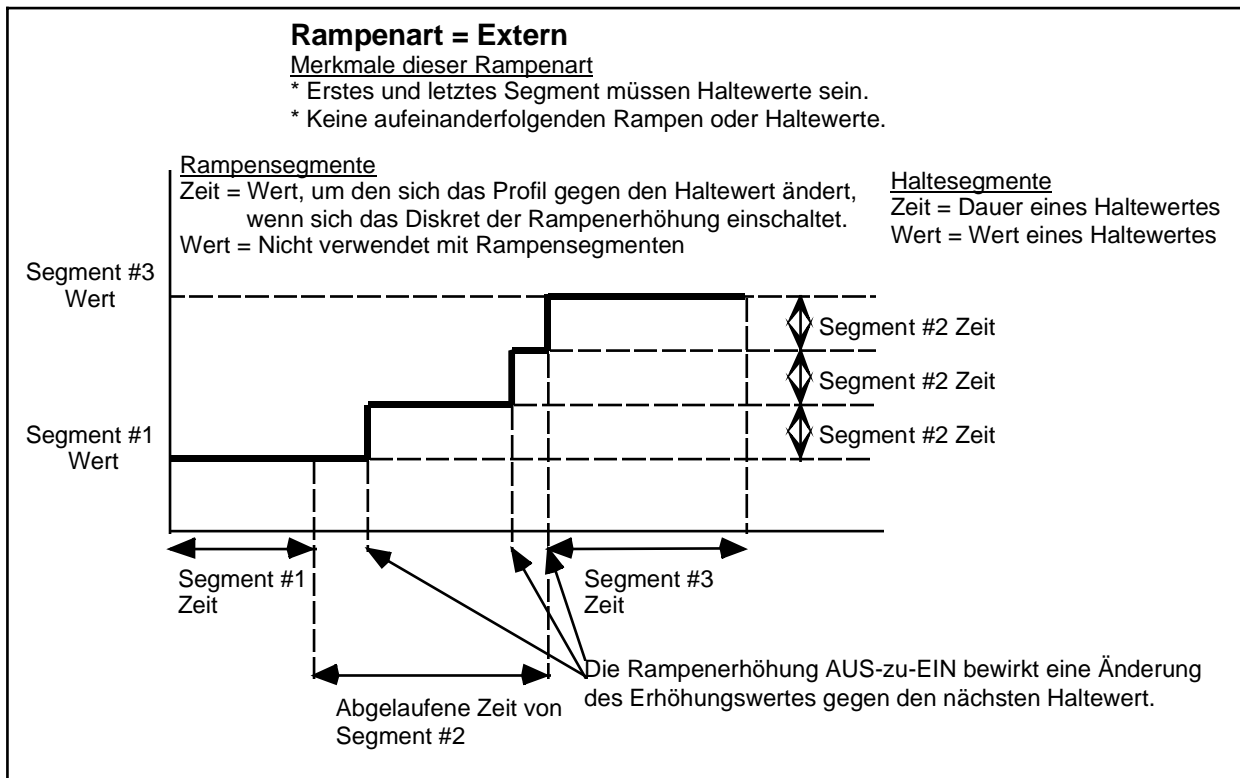 Rampenart = Extern
Merkmale dieser Rampenart
* Erstes und letztes Segment müssen Haltewerte sein.
* Keine aufeinanderfolgenden Rampen oder Haltewerte.
Rampensegmente
Zeit = Wert, um den sich das Profil gegen den Haltewert ändert,
wenn sich das Diskret der Rampenerhöhung einschaltet.
Wert = Nicht verwendet mit Rampensegmenten
Haltesegmente
Zeit = Dauer eines Haltewertes
Wert = Wert eines Haltewertes
Segment #3
Wert
Segment #2 Zeit
Segment #2 Zeit
Segment #2 Zeit
Segment #1
Wert
Segment #1
Zeit
Segment #3
Zeit
Die Rampenerhöhung AUS-zu-EIN bewirkt eine Änderung
des Erhöhungswertes gegen den nächsten Haltewert.
Abgelaufene Zeit von
Segment #2